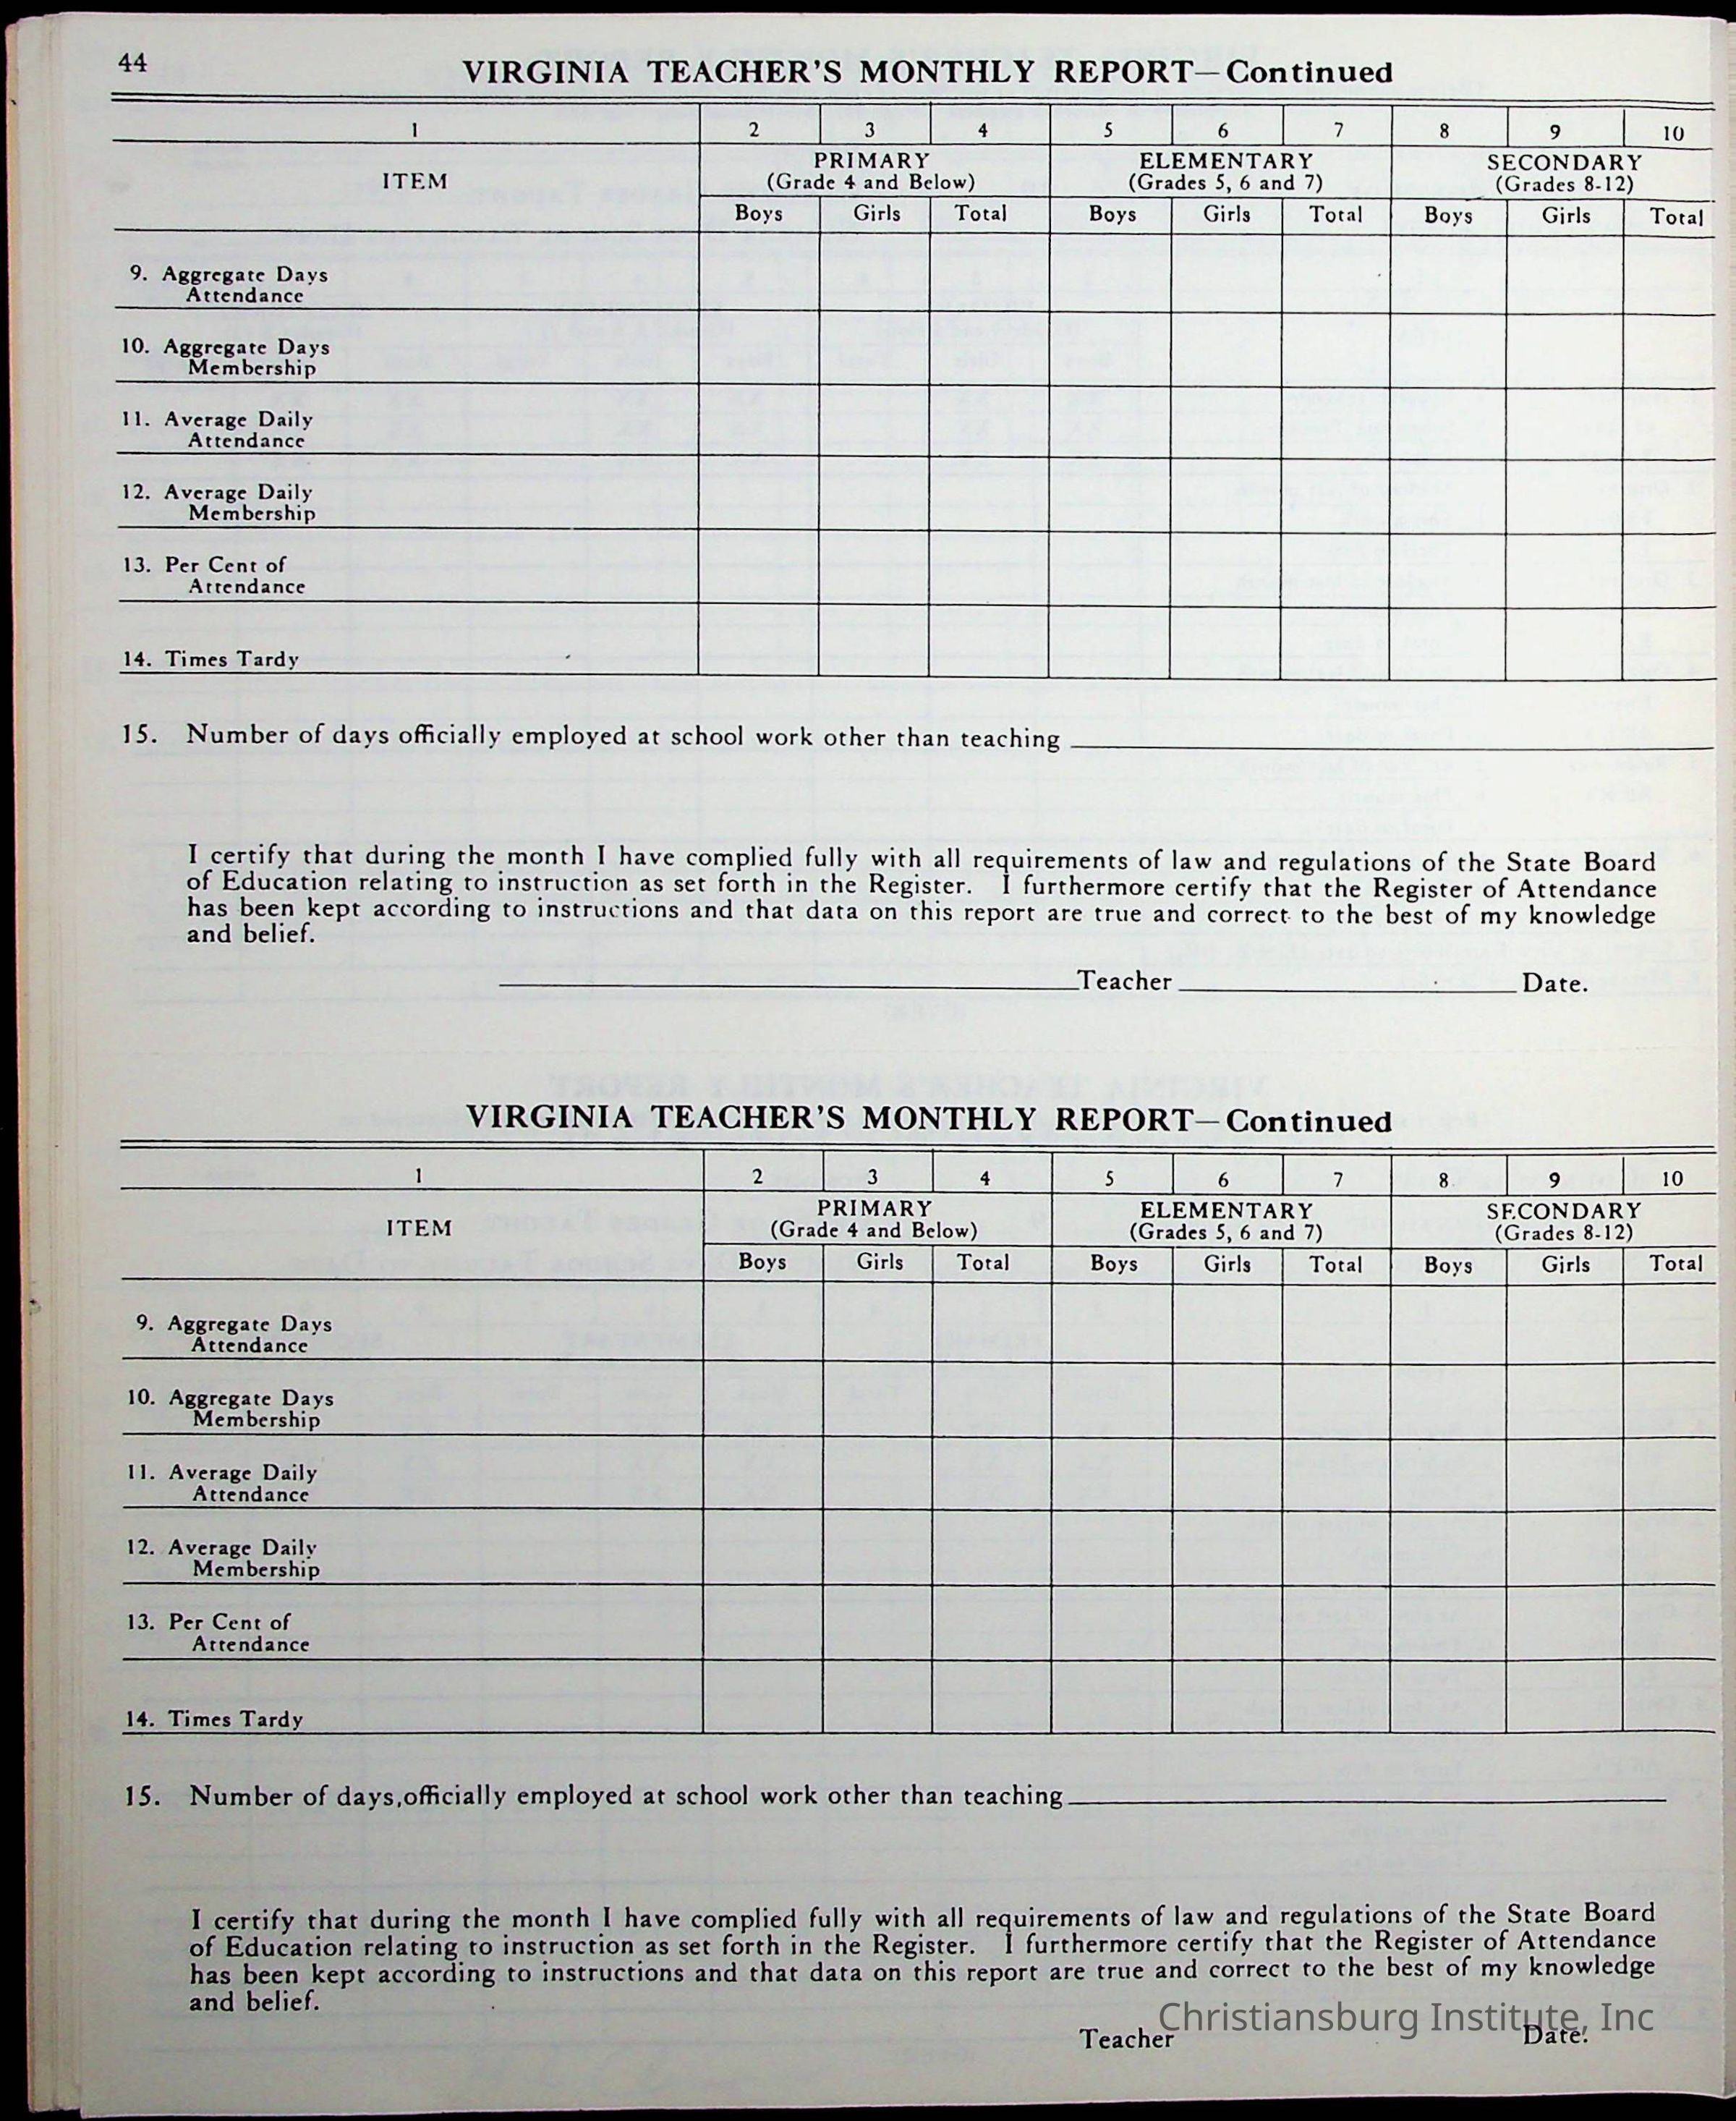 44
VIRGINIA TEACHER'S MONTHLY REPORT—Continued
1 2 3 4 5 6 7 8 9 10
ITEM
PRIMARY ELEMENTARY SECONDARY
(Grade 4 and Below) (Grades 5, 6 and 7) (Grades 8-12)
Boys Girls Total Boys Girls Total Boys Girls Total
9. Aggregate Days
Attendance
10. Aggregate Days
Membership
11. Average Daily
Attendance
12. Average Daily
Membership
13. Per Cent of
Attendance
14. Times Tardy
15. Number of days officially employed at school work other than teaching
I certify that during the month I have complied fully with all requirements of law and regulations of the State Board
of Education relating to instruction as set forth in the Register. I furthermore certify that the Register of Attendance
has been kept according to instructions and that data on this report are true and correct to the best of my knowledge
and belief.
Teacher Date.
VIRGINIA TEACHER'S MONTHLY REPORT—Continued
1 2 3 4 5 6 7 8 9 10
ITEM
PRIMARY ELEMENTARY SECONDARY
(Grade 4 and Below) (Grades 5, 6 and 7) (Grades 8-12)
Boys Girls Total Boys Girls Total Boys Girls Total
9. Aggregate Days
Attendance
10. Aggregate Days
Membership
11. Average Daily
Attendance
12. Average Daily
Membership
13. Per Cent of
Attendance
14. Times Tardy
15. Number of days,officially employed at school work other than teaching
I certify that during the month I have complied fully with all requirements of law and regulations of the State Board
of Education relating to instruction as set forth in the Register. I furthermore certify that the Register of Attendance
has been kept according to instructions and that data on this report are true and correct to the best of my knowledge
and belief.
Christiansburg Institute, Inc
Teacher Date.